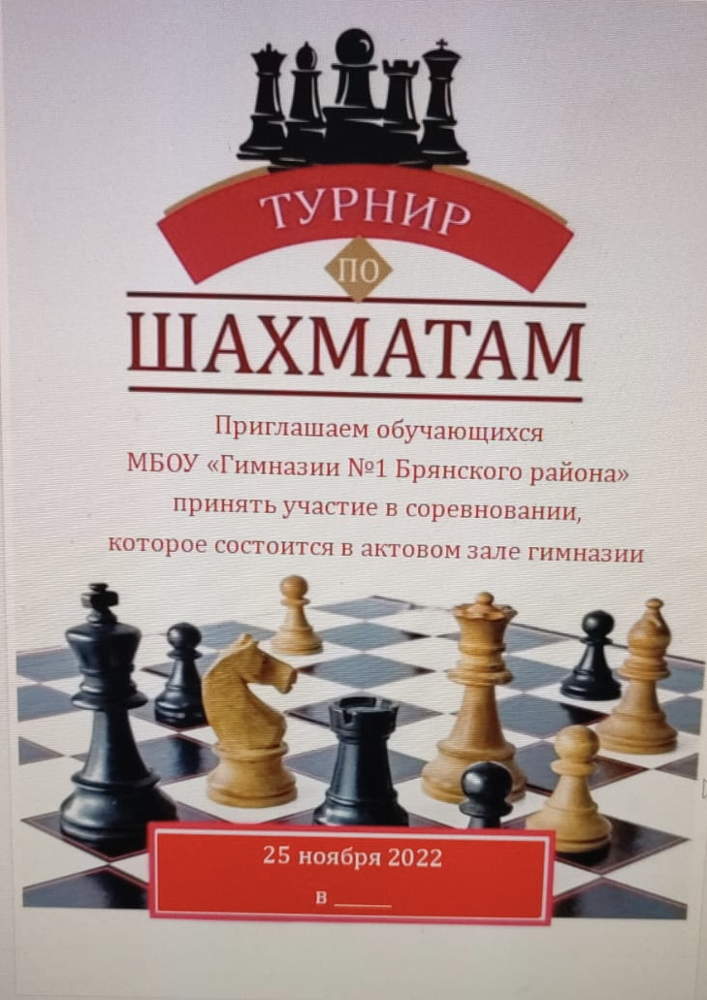 ТУРНИР
ПО
ШАХМАТАМ
Приглашаем обучающихся
МБОУ «Гимназии №1 Брянского района»
принять участие в соревновании,
которое состоится в актовом зале гимназии
25 ноября 2022
в _____